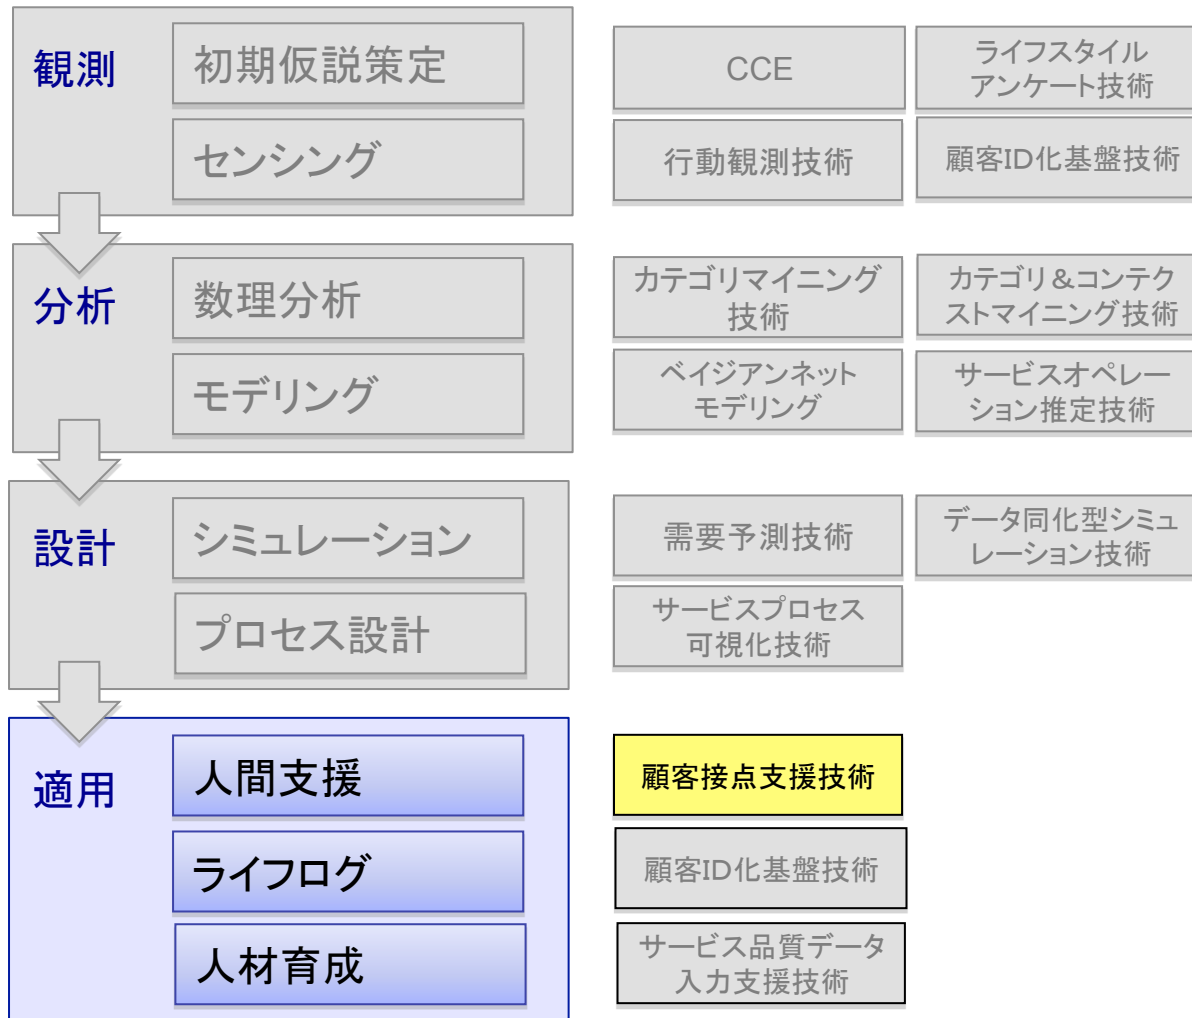 観測
初期仮説策定
センシング
CCE
ライフスタイル
アンケート技術
行動観測技術
顧客ID化基盤技術
分析
数理分析
モデリング
カテゴリマイニング
技術
カテゴリ&コンテク
ストマイニング技術
ベイジアンネット
モデリング
サービスオペレー
ション推定技術
設計
シミュレーション
プロセス設計
需要予測技術
データ同化型シミュ
レーション技術
サービスプロセス
可視化技術
適用
人間支援
ライフログ
人材育成
顧客接点支援技術
顧客ID化基盤技術
サービス品質データ
入力支援技術